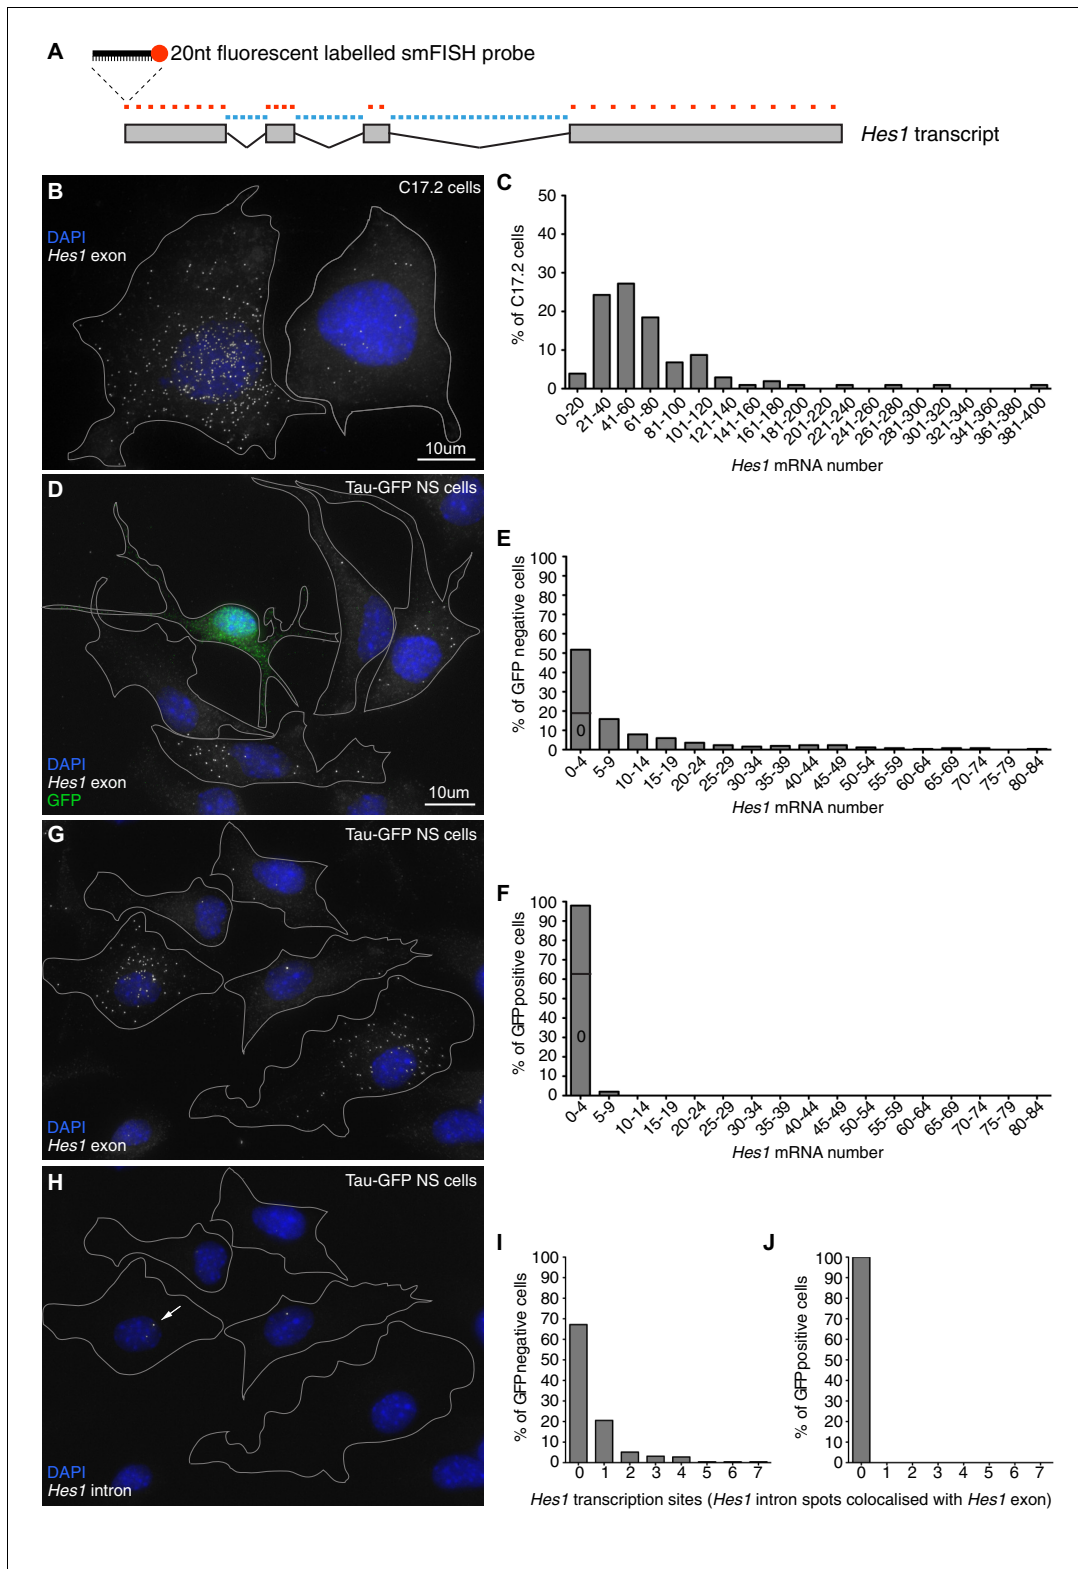 A
20nt fluorescent labelled smFISH probe
Hes1 transcript
B
C17.2 cells
DAPI
Hes1 exon
10um
C
% of C17.2 cells
50
40
30
20
10
0
0-20
21-40
41-60
61-80
81-100
101-120
121-140
141-160
161-180
181-200
201-220
221-240
241-260
261-280
281-300
301-320
321-340
341-360
361-380
381-400
Hes1 mRNA number
D
Tau-GFP NS cells
DAPI
Hes1 exon
GFP
10um
E
% of GFP negative cells
100
90
80
70
60
50
40
30
20
10
0
0
0-4
5-9
10-14
15-19
20-24
25-29
30-34
35-39
40-44
45-49
50-54
55-59
60-64
65-69
70-74
75-79
80-84
Hes1 mRNA number
G
Tau-GFP NS cells
DAPI
Hes1 exon
F
% of GFPpositive cells
100
90
80
70
60
50
40
30
20
10
0
0
0-4
5-9
10-14
15-19
20-24
25-29
30-34
35-39
40-44
45-49
50-54
55-59
60-64
65-69
70-74
75-79
80-84
Hes1 mRNA number
H
Tau-GFP NS cells
DAPI
Hes1 intron
I
% of GFPnegative cells
100
90
80
70
60
50
40
30
20
10
0
0 1 2 3 4 5 6 7
J
% of GFPpositive cells
100
90
80
70
60
50
40
30
20
10
0
0 1 2 3 4 5 6 7
Hes1 transcription sites (Hes1 intron spots colocalised with Hes1 exon)